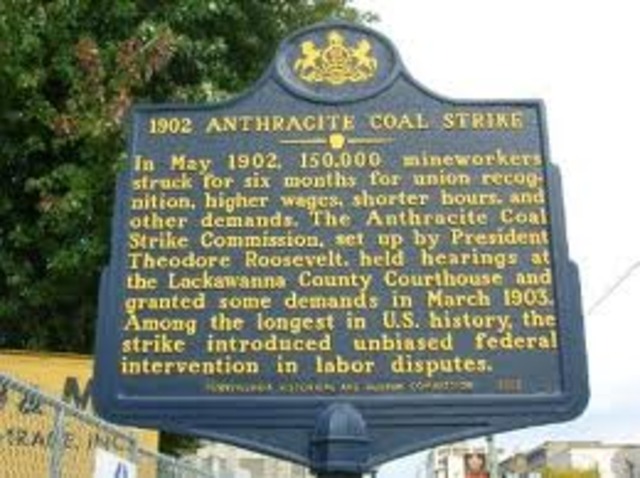 1902 ANTHRACITE COAL STRIKE
In May 1902, 150,000 mineworkers
struck for six months for union recog-
nition, higher wages, shorter hours, and
other demands. The Anthracite Coal
Strike Commission, set up by President
Theodore Roosevelt, held hearings at
the Lackawanna County Courthouse and
granted some demands in March 1903.
Among the longest in U.S. history, the
strike introduced unbiased federal
intervention in labor disputes.
PENNSYLVANIA HISTORICAL AND MUSEUM COMMISSION
M
INC